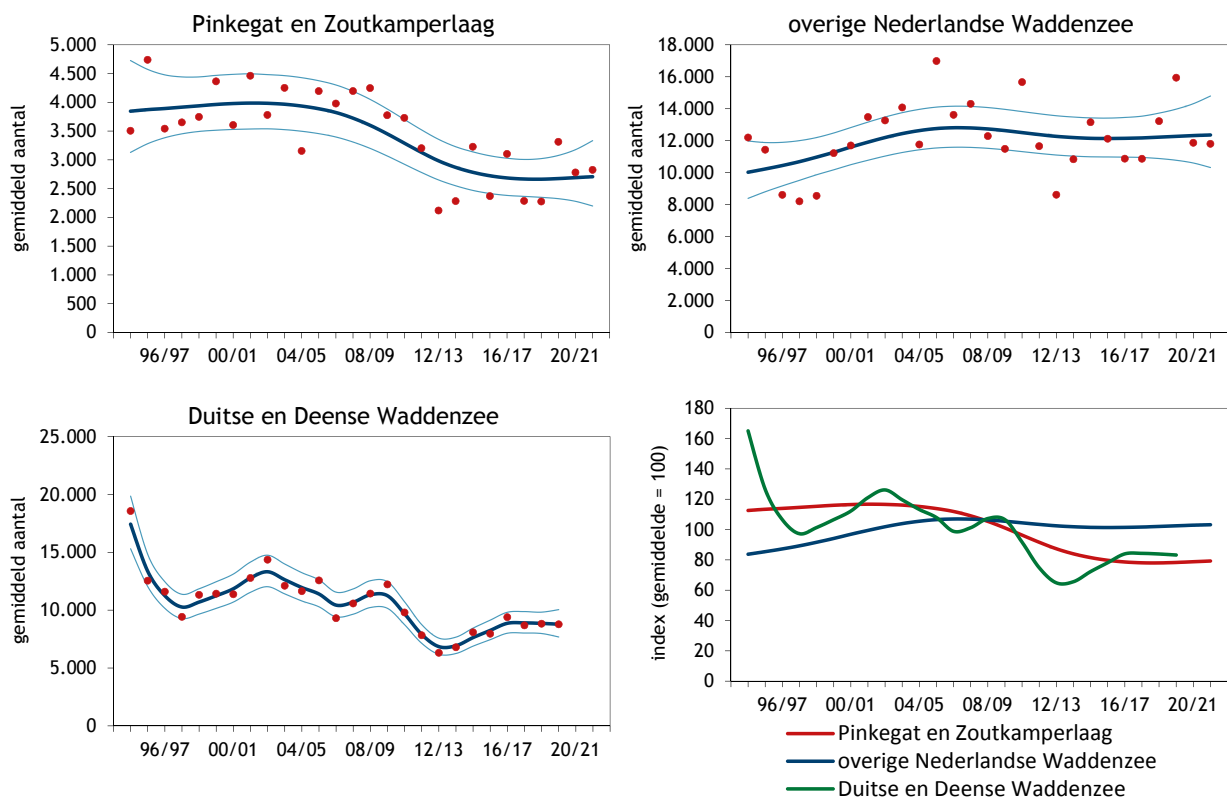 Pinkegat en Zoutkamperlaag
gemiddeld aantal
5.000
4.500
4.000
3.500
3.000
2.500
2.000
1.500
1.000
500
0
96/97 00/01 04/05 08/09 12/13 16/17 20/21
overige Nederlandse Waddenzee
gemiddeld aantal
18.000
16.000
14.000
12.000
10.000
8.000
6.000
4.000
2.000
0
96/97 00/01 04/05 08/09 12/13 16/17 20/21
Duitse en Deense Waddenzee
gemiddeld aantal
25.000
20.000
15.000
10.000
5.000
0
96/97 00/01 04/05 08/09 12/13 16/17 20/21
index (gemiddelde = 100)
180
160
140
120
100
80
60
40
20
0
96/97 00/01 04/05 08/09 12/13 16/17 20/21
Pinkegat en Zoutkamperlaag
overige Nederlandse Waddenzee
Duitse en Deense Waddenzee